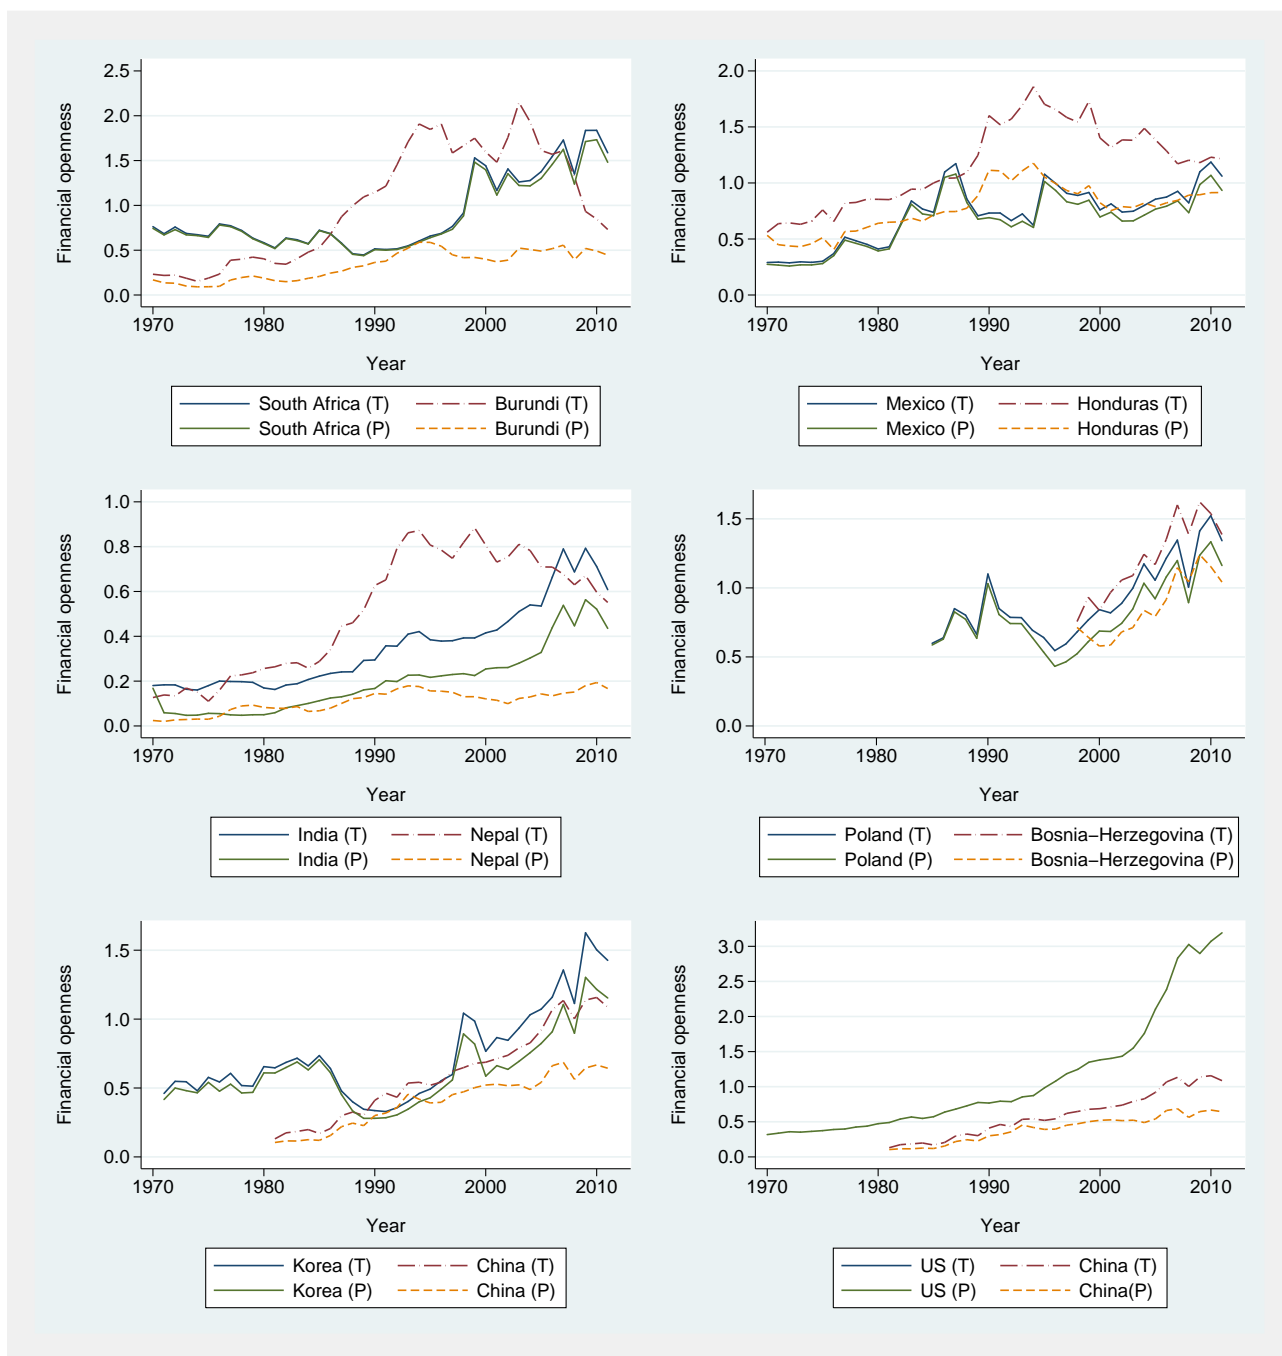 Financial openness
2.5
2.0
1.5
1.0
0.5
0.0
1970 1980 1990 2000 2010
Year
South Africa (T) Burundi (T)
South Africa (P) Burundi (P)
Financial openness
2.0
1.5
1.0
0.5
0.0
1970 1980 1990 2000 2010
Year
Mexico (T) Honduras (T)
Mexico (P) Honduras (P)
Financial openness
1.0
0.8
0.6
0.4
0.2
0.0
1970 1980 1990 2000 2010
Year
India (T) Nepal (T)
India (P) Nepal (P)
Financial openness
1.5
1.0
0.5
0.0
1970 1980 1990 2000 2010
Year
Poland (T) Bosnia−Herzegovina (T)
Poland (P) Bosnia−Herzegovina (P)
Financial openness
1.5
1.0
0.5
0.0
1970 1980 1990 2000 2010
Year
Korea (T) China (T)
Korea (P) China (P)
Financial openness
3.0
2.5
2.0
1.5
1.0
0.5
0.0
1970 1980 1990 2000 2010
Year
US (T) China (T)
US (P) China(P)